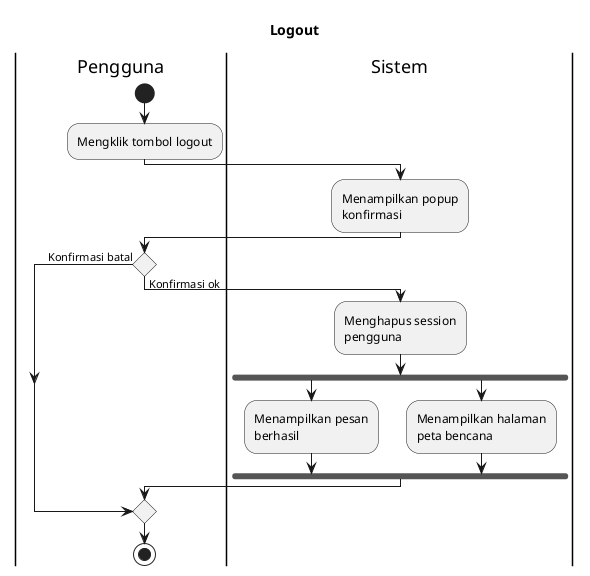 Logout
Pengguna
Sistem
Mengklik tombol logout
Menampilkan popup
konfirmasi
Konfirmasi batal
Konfirmasi ok
Menghapus session
pengguna
Menampilkan pesan
berhasil
Menampilkan halaman
peta bencana